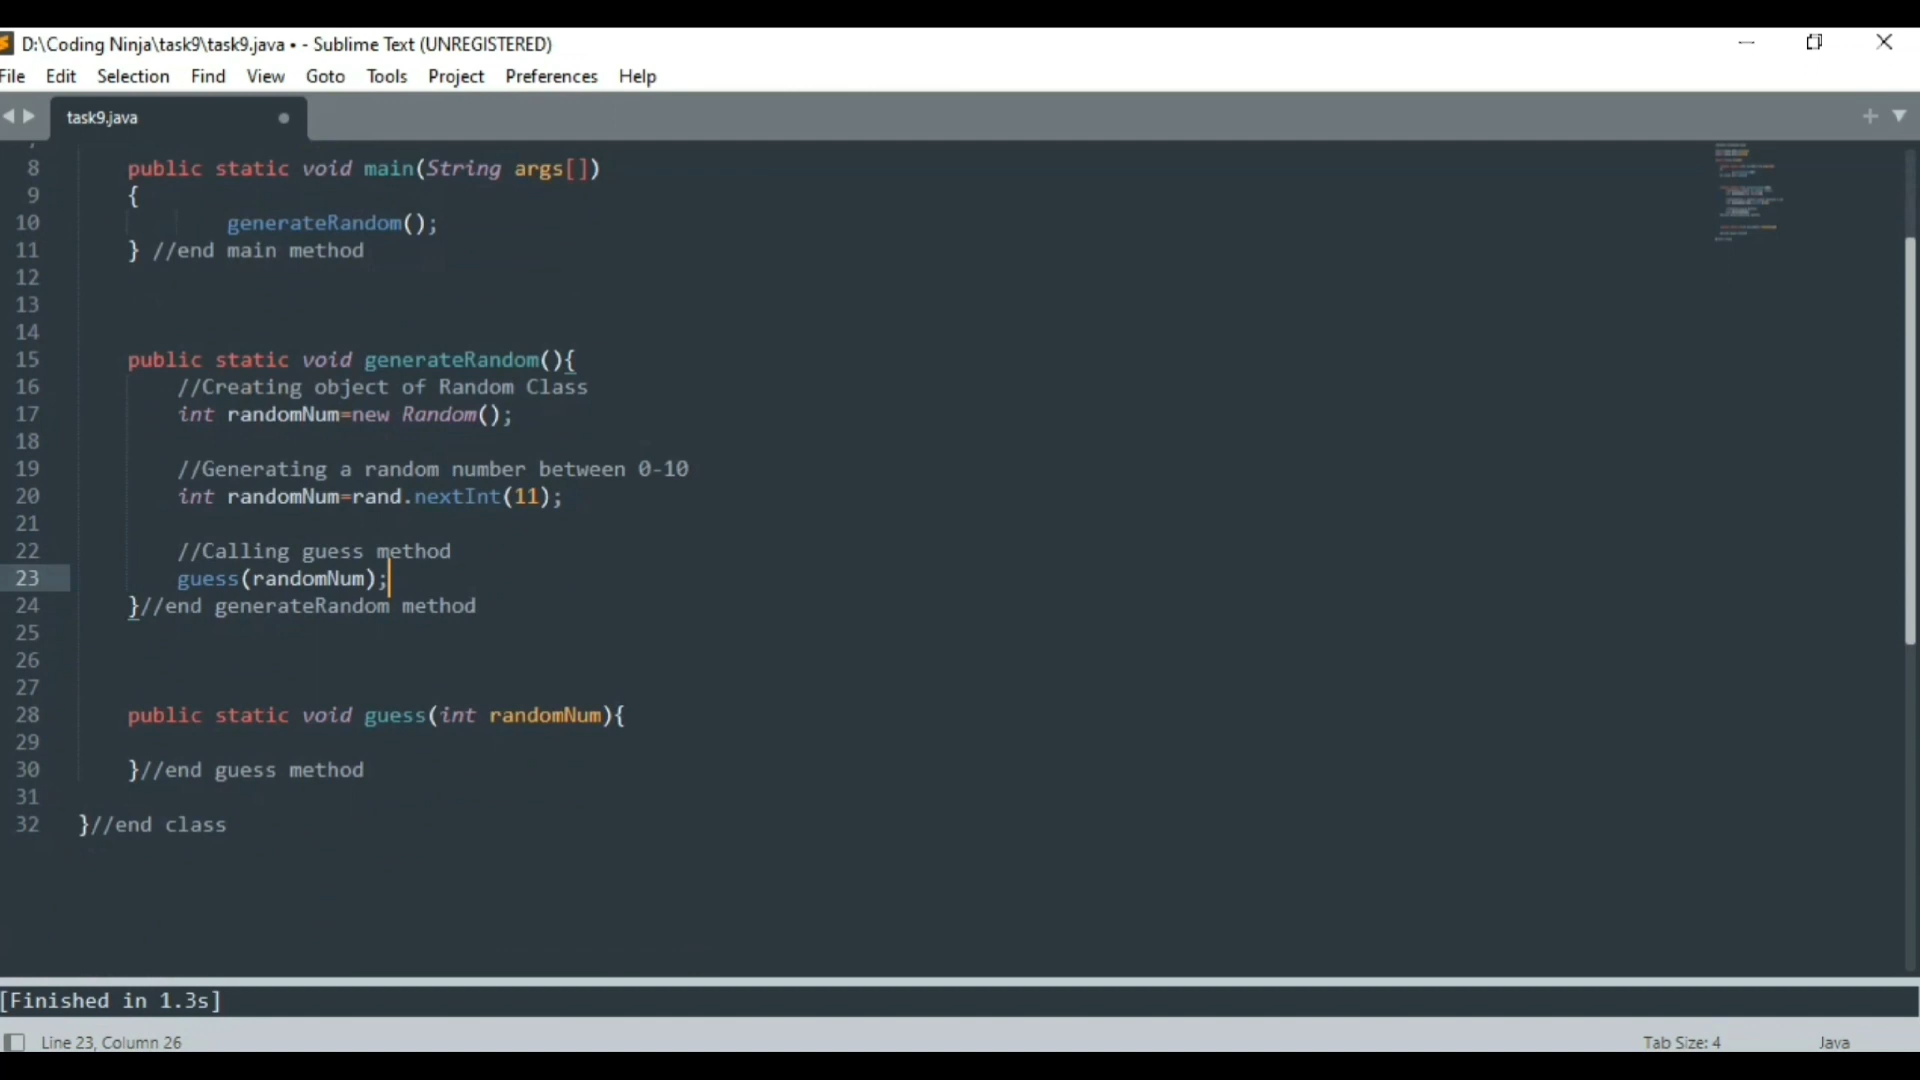 D:\Coding Ninja\task9\task9.java • - Sublime Text (UNREGISTERED)
File Edit Selection Find View Goto Tools Project Preferences Help
task9.java
8 public static void main(String args[])
9 {
10 generateRandom();
11 } //end main method
12
13
14
15 public static void generateRandom(){
16 //Creating object of Random Class
17 int randomNum=new Random();
18
19 //Generating a random number between 0-10
20 int randomNum=rand.nextInt(11);
21
22 //Calling guess method
23 guess(randomNum);
24 }//end generateRandom method
25
26
27
28 public static void guess(int randomNum){
29
30 }//end guess method
31
32 }//end class
[Finished in 1.3s]
Line 23, Column 26 Tab Size: 4 Java